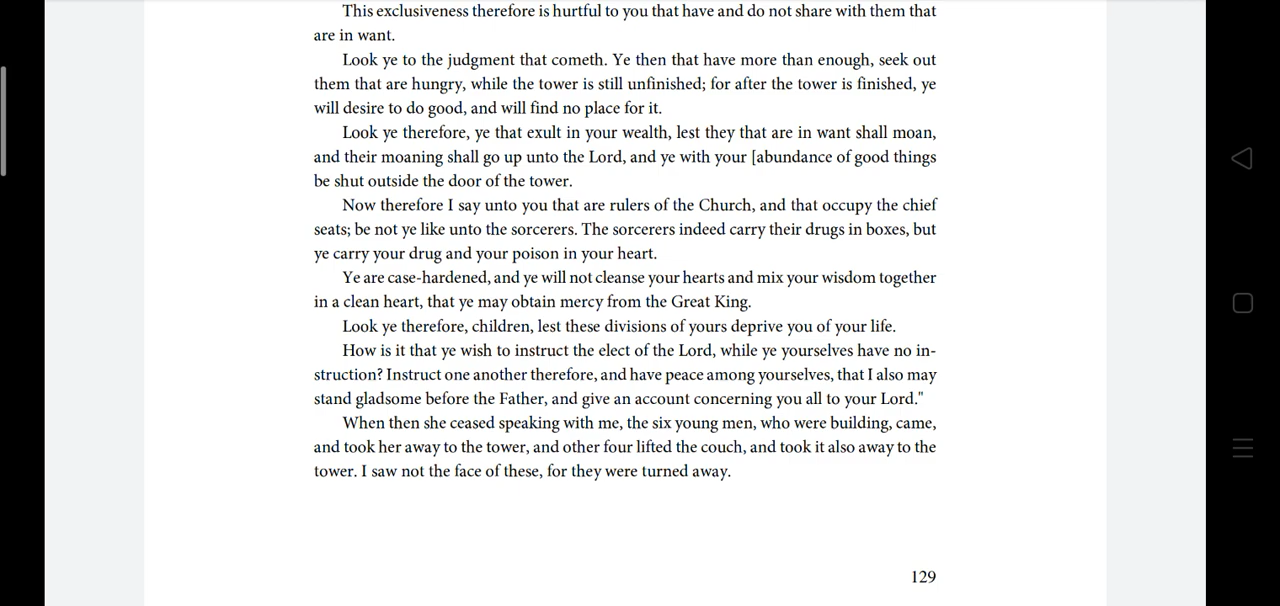 This exclusiveness therefore is hurtful to you that have and do not share with them that
are in want.
Look ye to the judgment that cometh. Ye then that have more than enough, seek out
them that are hungry, while the tower is still unfinished; for after the tower is finished, ye
will desire to do good, and will find no place for it.
Look ye therefore, ye that exult in your wealth, lest they that are in want shall moan,
and their moaning shall go up unto the Lord, and ye with your [abundance of good things
be shut outside the door of the tower.
Now therefore I say unto you that are rulers of the Church, and that occupy the chief
seats; be not ye like unto the sorcerers. The sorcerers indeed carry their drugs in boxes, but
ye carry your drug and your poison in your heart.
Ye are case-hardened, and ye will not cleanse your hearts and mix your wisdom together
in a clean heart, that ye may obtain mercy from the Great King.
Look ye therefore, children, lest these divisions of yours deprive you of your life.
How is it that ye wish to instruct the elect of the Lord, while ye yourselves have no in-
struction? Instruct one another therefore, and have peace among yourselves, that I also may
stand gladsome before the Father, and give an account concerning you all to your Lord."
When then she ceased speaking with me, the six young men, who were building, came,
and took her away to the tower, and other four lifted the couch, and took it also away to the
tower. I saw not the face of these, for they were turned away.
129